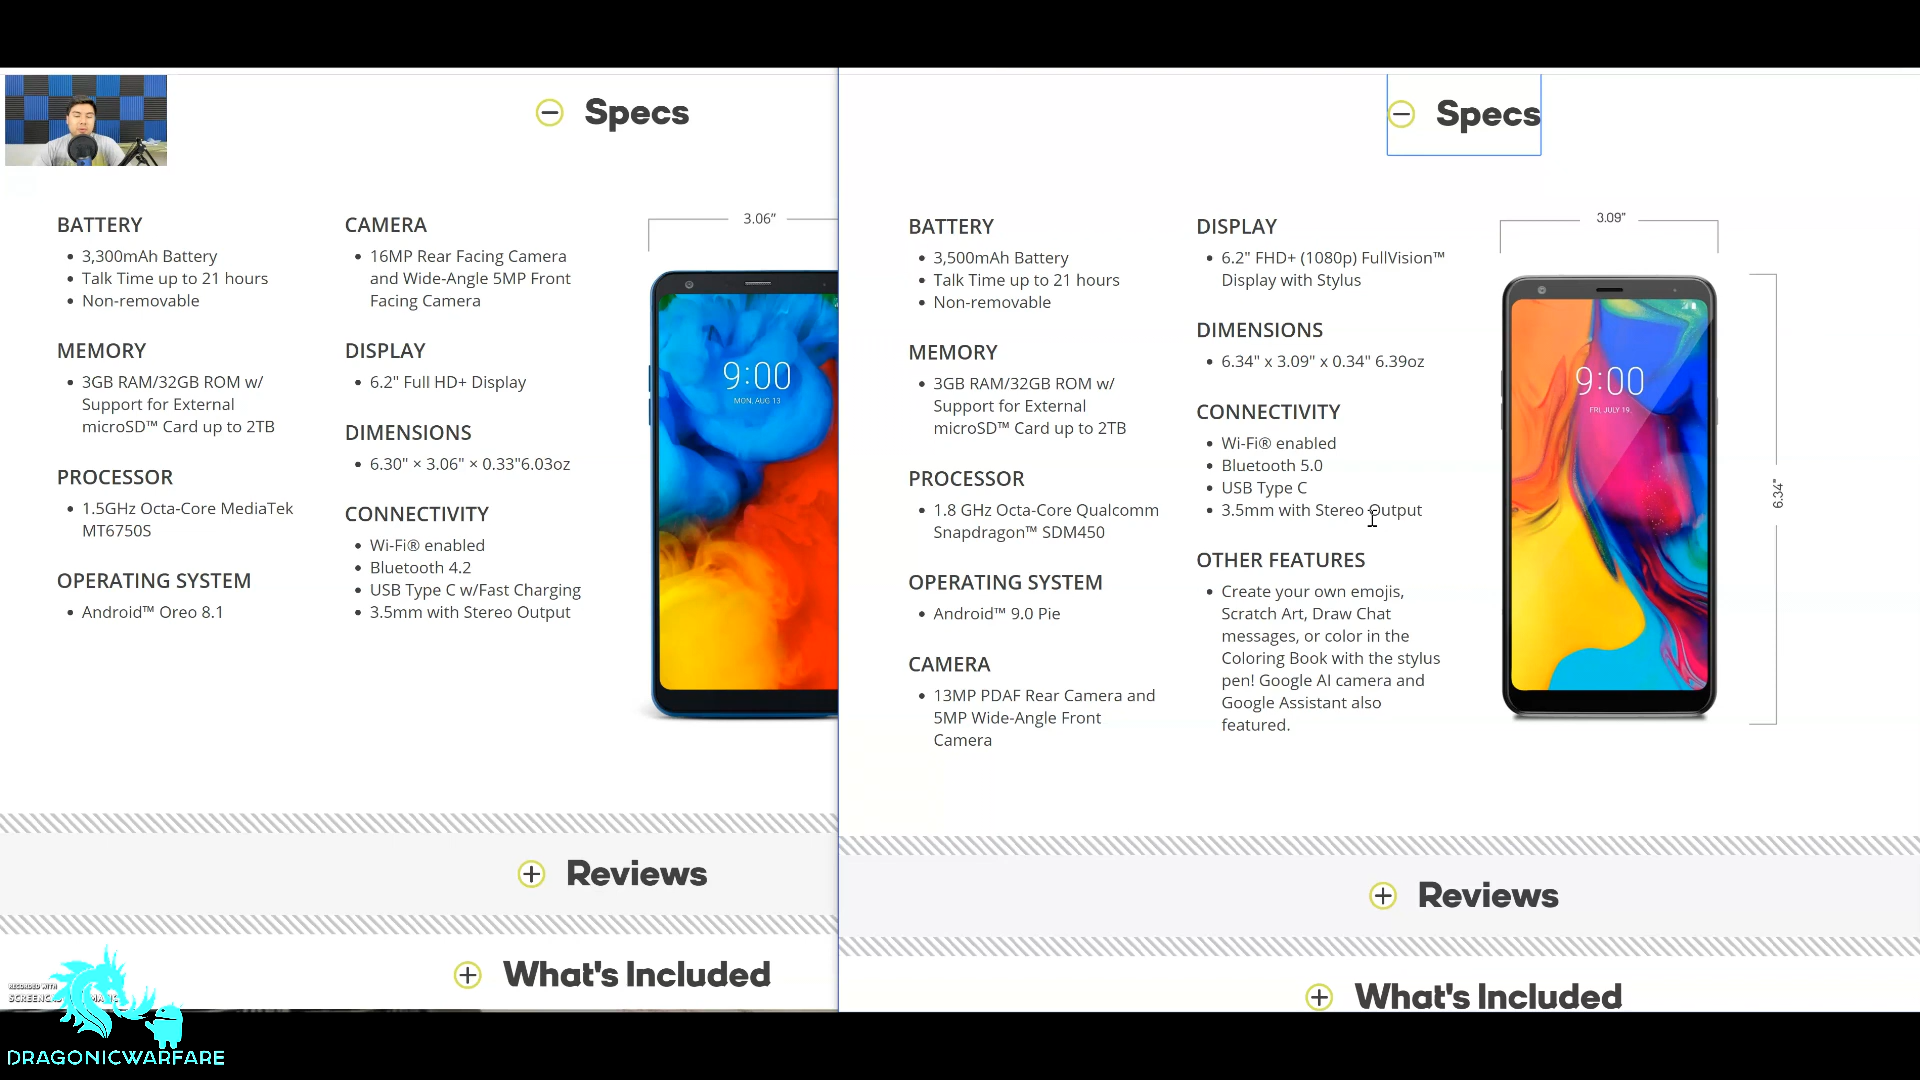 Specs
BATTERY
3,300mAh Battery
Talk Time up to 21 hours
Non-removable
MEMORY
3GB RAM/32GB ROM w/
Support for External
microSD™ Card up to 2TB
PROCESSOR
1.5GHz Octa-Core MediaTek
MT6750S
OPERATING SYSTEM
Android™ Oreo 8.1
CAMERA
16MP Rear Facing Camera
and Wide-Angle 5MP Front
Facing Camera
DISPLAY
6.2" Full HD+ Display
DIMENSIONS
6.30" × 3.06" × 0.33"6.03oz
CONNECTIVITY
Wi-Fi® enabled
Bluetooth 4.2
USB Type C w/Fast Charging
3.5mm with Stereo Output
3.06"
9:00
MON, AUG 13
Reviews
What's Included
Specs
BATTERY
3,500mAh Battery
Talk Time up to 21 hours
Non-removable
MEMORY
3GB RAM/32GB ROM w/
Support for External
microSD™ Card up to 2TB
PROCESSOR
1.8 GHz Octa-Core Qualcomm
Snapdragon™ SDM450
OPERATING SYSTEM
Android™ 9.0 Pie
CAMERA
13MP PDAF Rear Camera and
5MP Wide-Angle Front
Camera
DISPLAY
6.2" FHD+ (1080p) FullVision™
Display with Stylus
DIMENSIONS
6.34" x 3.09" x 0.34" 6.39oz
CONNECTIVITY
Wi-Fi® enabled
Bluetooth 5.0
USB Type C
3.5mm with Stereo Output
OTHER FEATURES
Create your own emojis,
Scratch Art, Draw Chat
messages, or color in the
Coloring Book with the stylus
pen! Google AI camera and
Google Assistant also
featured.
3.09"
9:00
FRI, JULY 19
6.34"
Reviews
What's Included
RECORDED WITH
DRAGONICWARFARE